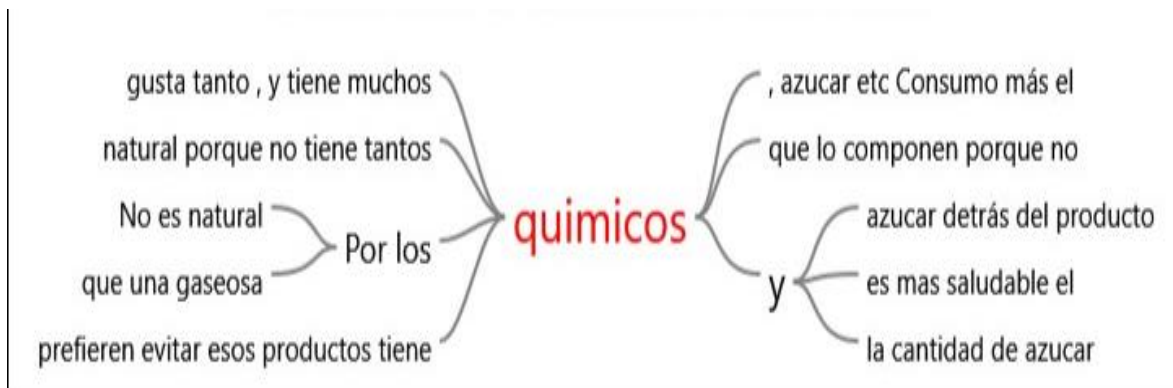 gusta tanto , y tiene muchos
natural porque no tiene tantos
No es natural
que una gaseosa
Por los
prefieren evitar esos productos tiene
quimicos
, azucar etc Consumo más el
que lo componen porque no
y
azucar detrás del producto
es mas saludable el
la cantidad de azucar